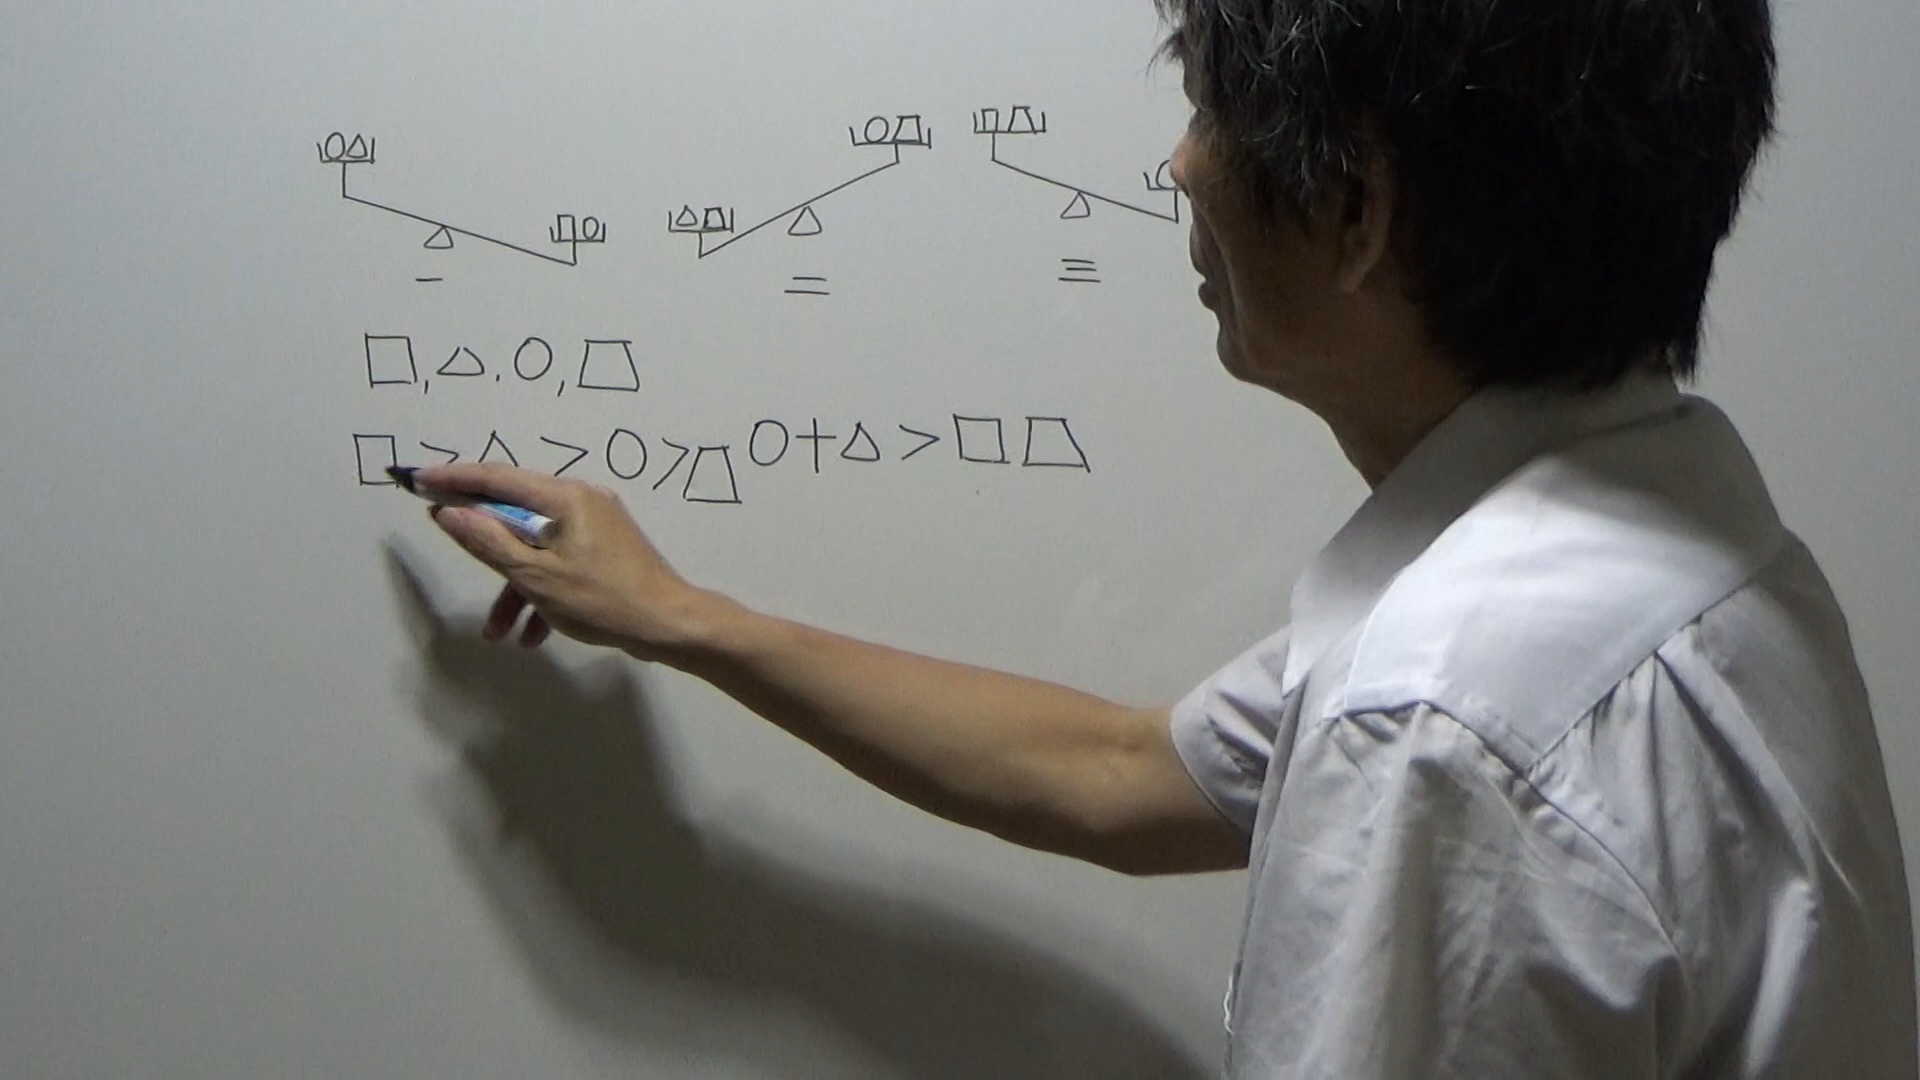 ○△ □○ △⏢ ○⏢ □⏢ ○
一 二 三
□,△.○,⏢
□>△>○>⏢ ○+△>□⏢